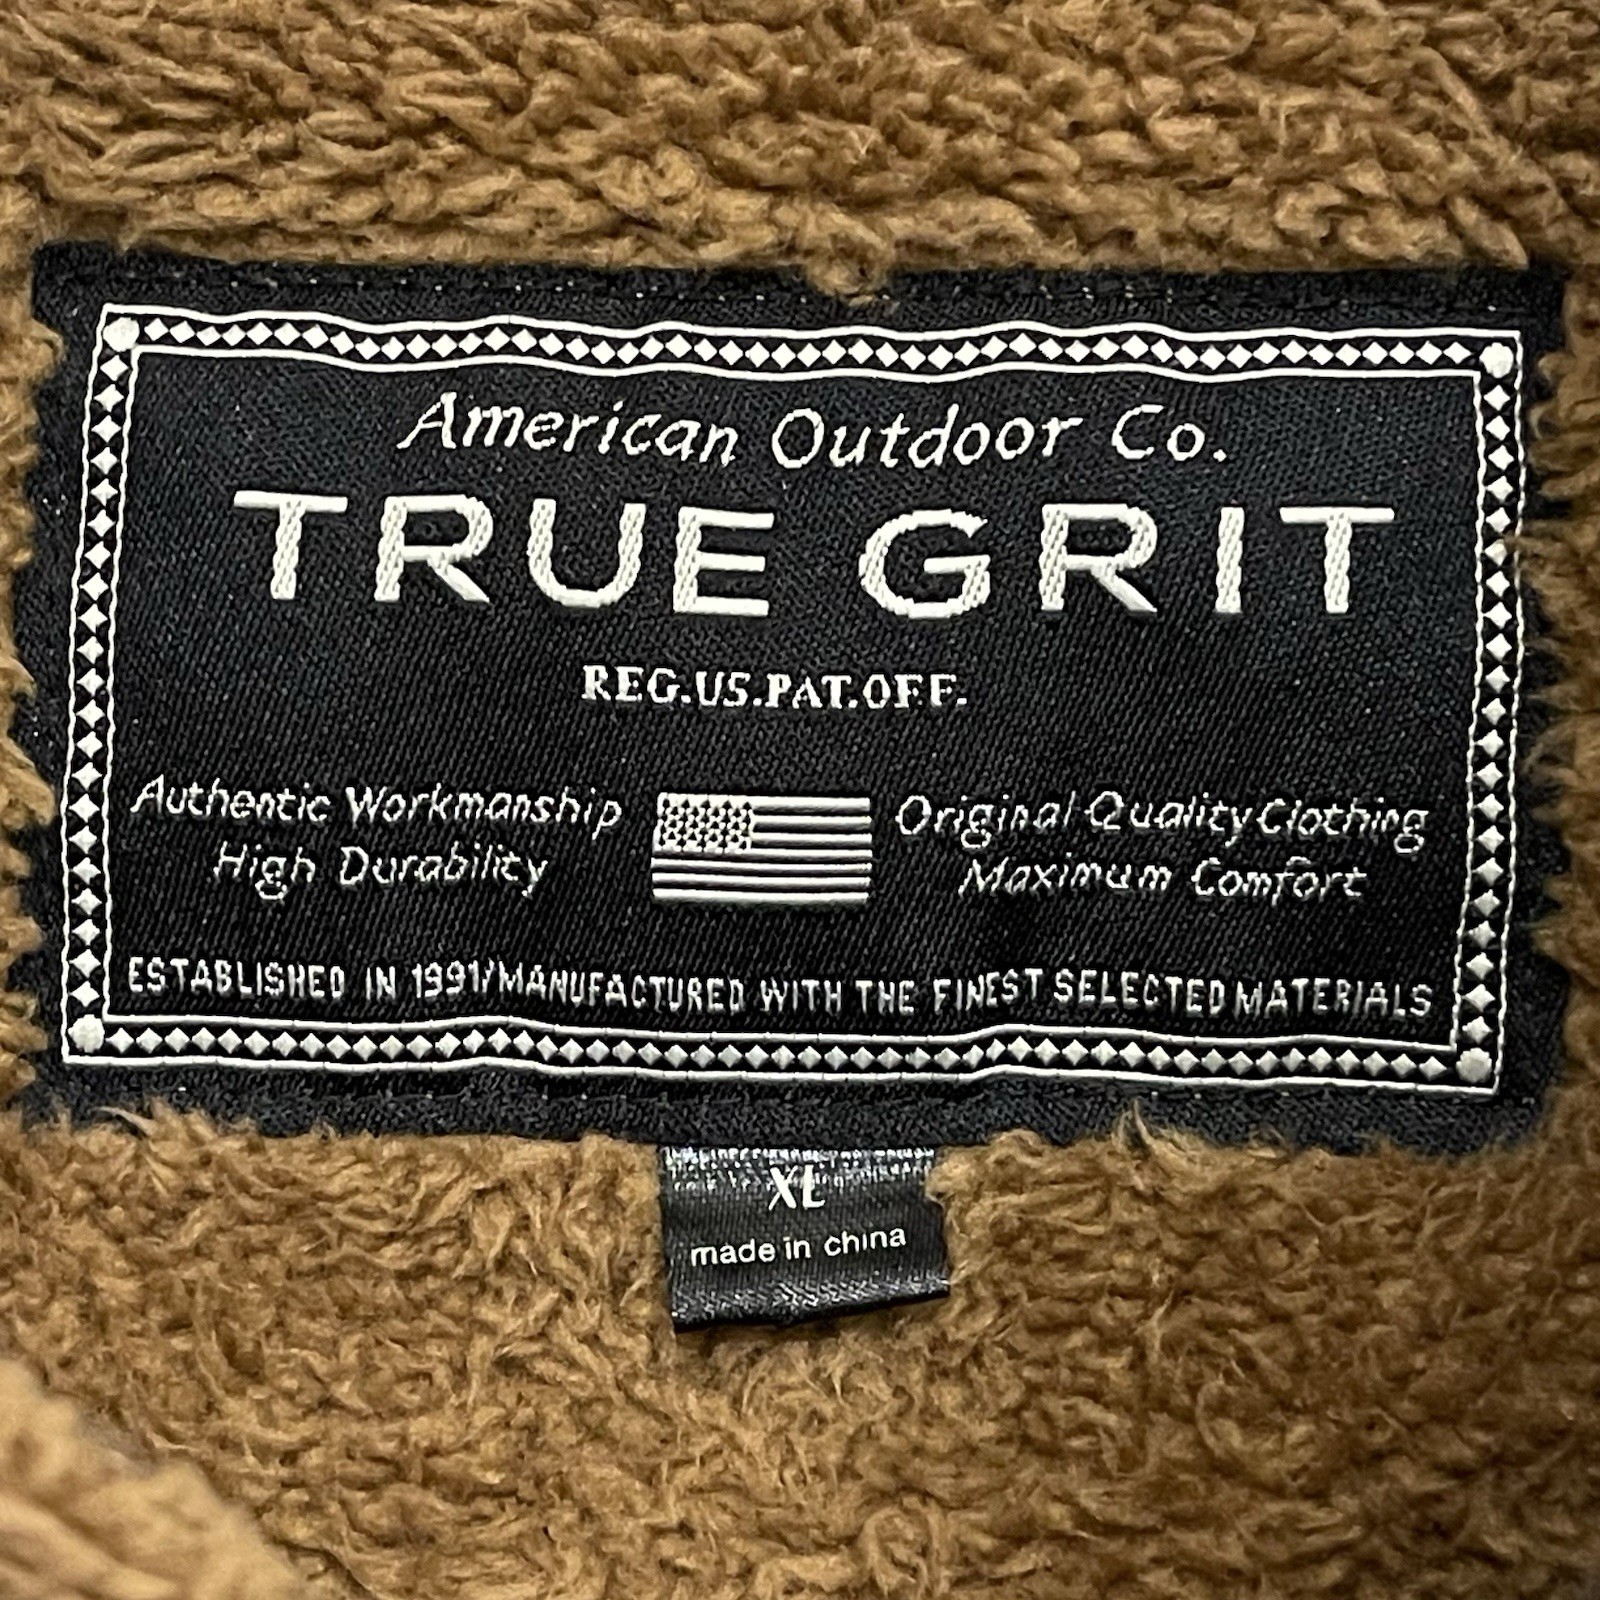 American Outdoor Co.
TRUE GRIT
REG.US.PAT.OFF.
Authentic Workmanship
High Durability
Original Quality Clothing
Maximum Comfort
ESTABLISHED IN 1991/MANUFACTURED WITH THE FINEST SELECTED MATERIALS
XL
made in china